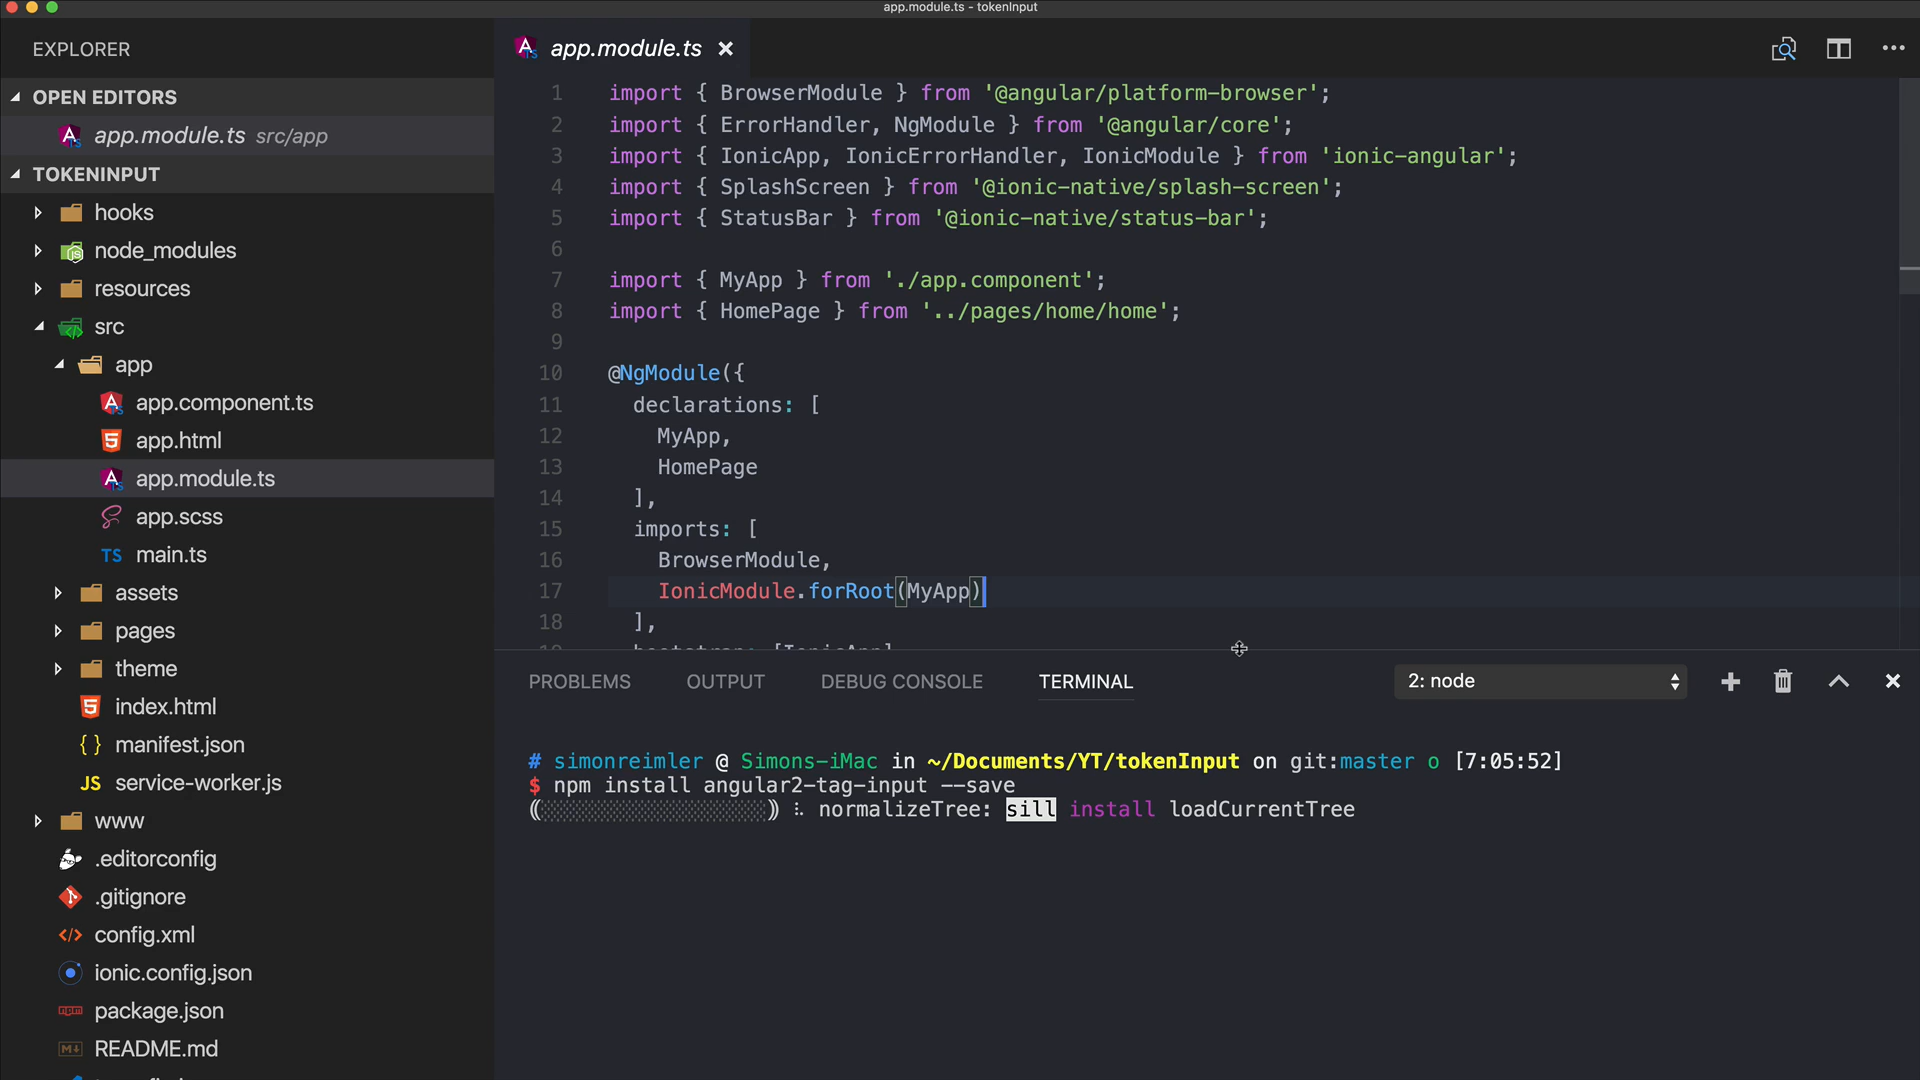 app.module.ts - tokenInput
EXPLORER
OPEN EDITORS
app.module.ts src/app
TOKENINPUT
hooks
node_modules
resources
src
app
app.component.ts
app.html
app.module.ts
app.scss
TS main.ts
assets
pages
theme
index.html
{ } manifest.json
JS service-worker.js
www
.editorconfig
.gitignore
config.xml
ionic.config.json
package.json
README.md
app.module.ts
1 import { BrowserModule } from '@angular/platform-browser';
2 import { ErrorHandler, NgModule } from '@angular/core';
3 import { IonicApp, IonicErrorHandler, IonicModule } from 'ionic-angular';
4 import { SplashScreen } from '@ionic-native/splash-screen';
5 import { StatusBar } from '@ionic-native/status-bar';
6
7 import { MyApp } from './app.component';
8 import { HomePage } from '../pages/home/home';
9
10 @NgModule({
11 declarations: [
12 MyApp,
13 HomePage
14 ],
15 imports: [
16 BrowserModule,
17 IonicModule.forRoot(MyApp)
18 ],
19 bootstrap: [IonicApp]
PROBLEMS OUTPUT DEBUG CONSOLE TERMINAL 2: node
# simonreimler @ Simons-iMac in ~/Documents/YT/tokenInput on git:master o [7:05:52]
$ npm install angular2-tag-input --save
normalizeTree: sill install loadCurrentTree